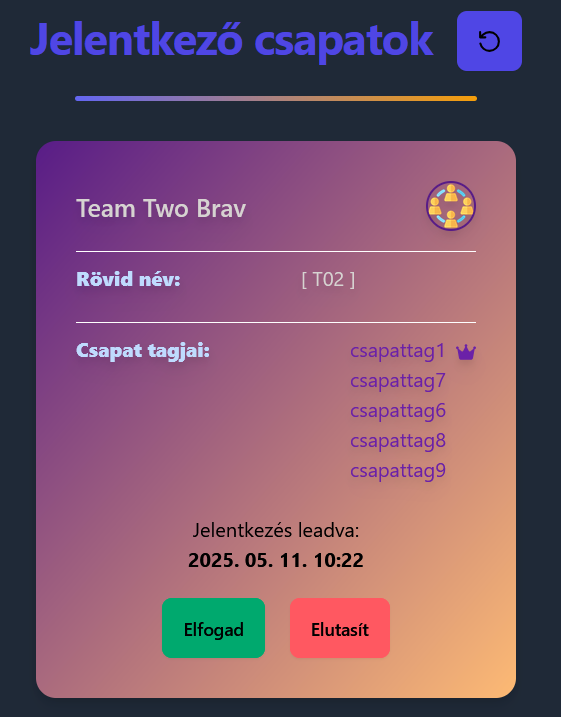 Jelentkező csapatok
Team Two Brav
Rövid név: [ T02 ]
Csapat tagjai: csapattag1
csapattag7
csapattag6
csapattag8
csapattag9
Jelentkezés leadva:
2025. 05. 11. 10:22
Elfogad Elutasít